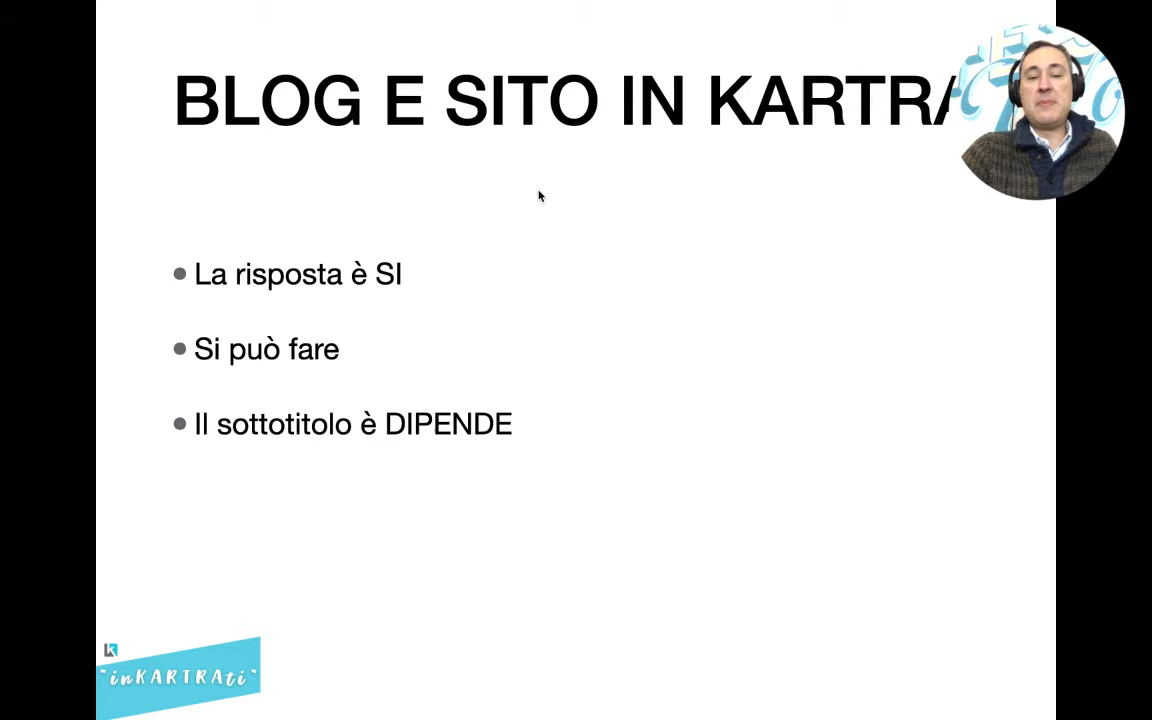 BLOG E SITO IN KARTRA
La risposta è SI
Si può fare
Il sottotitolo è DIPENDE
"inKARTRAti"